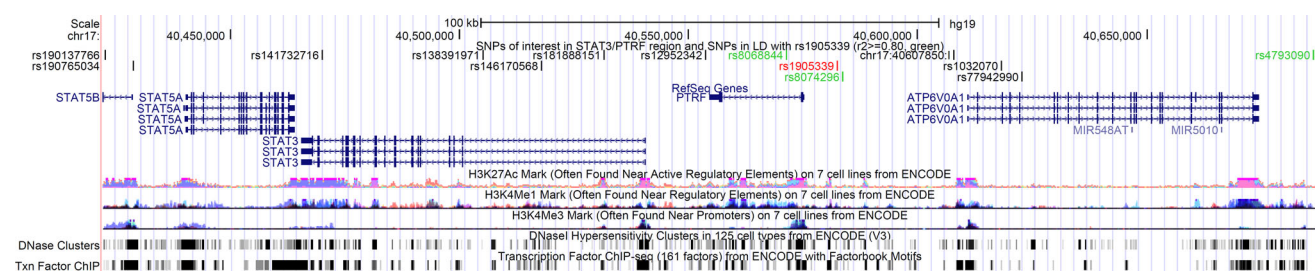 Scale 100 kb hg19
chr17: 40,450,000 40,500,000 40,550,000 40,600,000 40,650,000
SNPs of interest in STAT3/PTRF region and SNPs in LD with rs1905339 (r2>=0.80, green)
rs190137766 rs141732716 rs138391971 rs181888151 rs12952342 rs8068844 chr17:40607850:I rs1032070 rs4793090
rs190765034 rs146170568 rs1905339 rs77942990
rs8074296
RefSeq Genes
STAT5B STAT5A PTRF ATP6V0A1
STAT5A ATP6V0A1
STAT5A ATP6V0A1
STAT5A MIR548AT MIR5010
STAT3
STAT3
STAT3
H3K27Ac Mark (Often Found Near Active Regulatory Elements) on 7 cell lines from ENCODE
H3K4Me1 Mark (Often Found Near Regulatory Elements) on 7 cell lines from ENCODE
H3K4Me3 Mark (Often Found Near Promoters) on 7 cell lines from ENCODE
DNaseI Hypersensitivity Clusters in 125 cell types from ENCODE (V3)
DNase Clusters
Transcription Factor ChIP-seq (161 factors) from ENCODE with Factorbook Motifs
Txn Factor ChIP